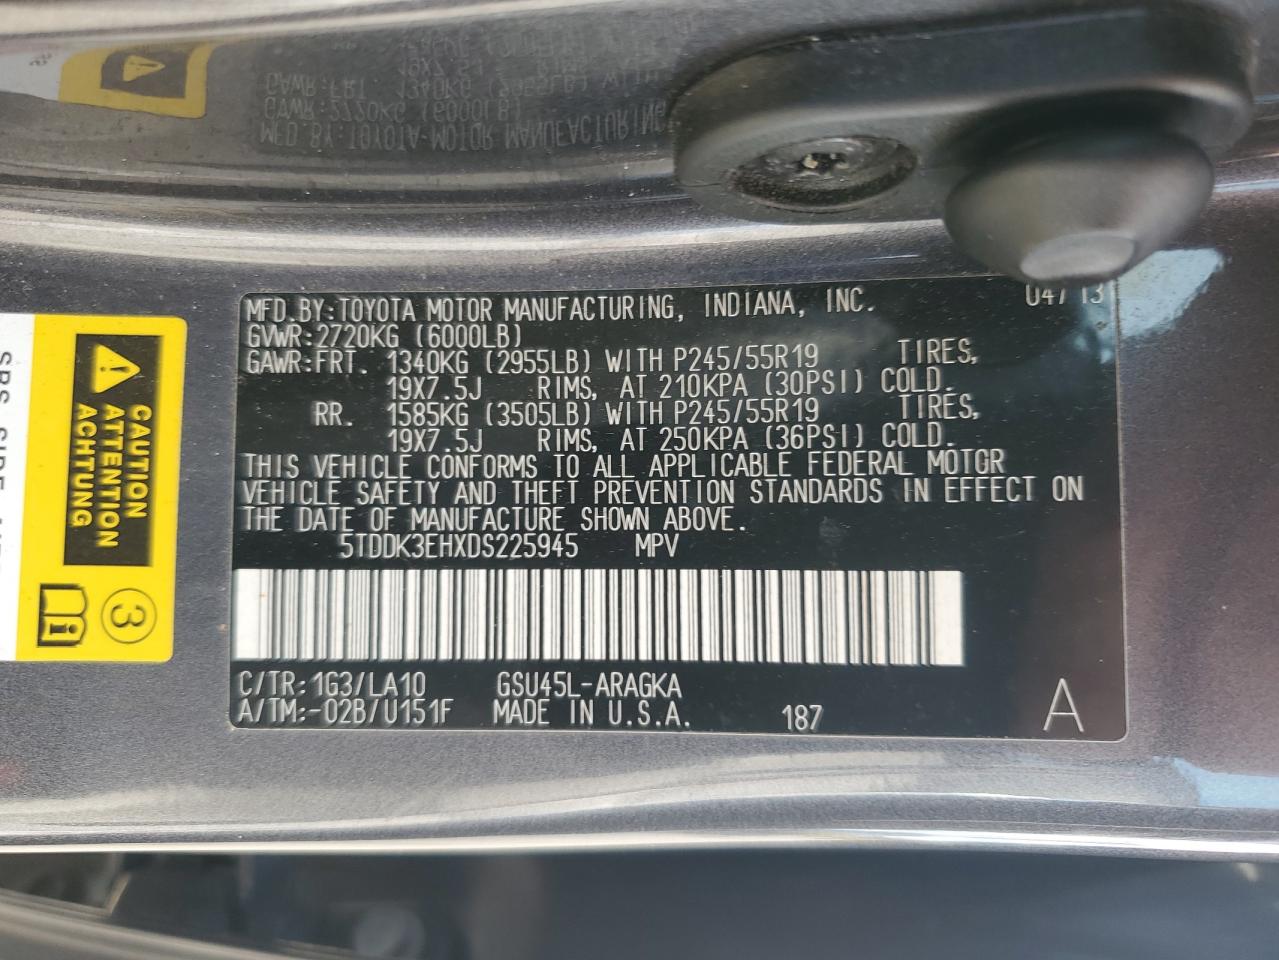 MFD.BY:TOYOTA MOTOR MANUFACTURING, INDIANA, INC. 04/13
GVWR:2720KG (6000LB)
GAWR:FRT. 1340KG (2955LB) WITH P245/55R19 TIRES,
19X7.5J RIMS, AT 210KPA (30PSI) COLD.
RR. 1585KG (3505LB) WITH P245/55R19 TIRES,
19X7.5J RIMS, AT 250KPA (36PSI) COLD.
THIS VEHICLE CONFORMS TO ALL APPLICABLE FEDERAL MOTOR
VEHICLE SAFETY AND THEFT PREVENTION STANDARDS IN EFFECT ON
THE DATE OF MANUFACTURE SHOWN ABOVE.
5TDDK3EHXDS225945 MPV
C/TR:1G3/LA10 GSU45L-ARAGKA
A/TM:-02B/U151F MADE IN U.S.A. 187 A
CAUTION
ATTENTION
ACHTUNG
3
i